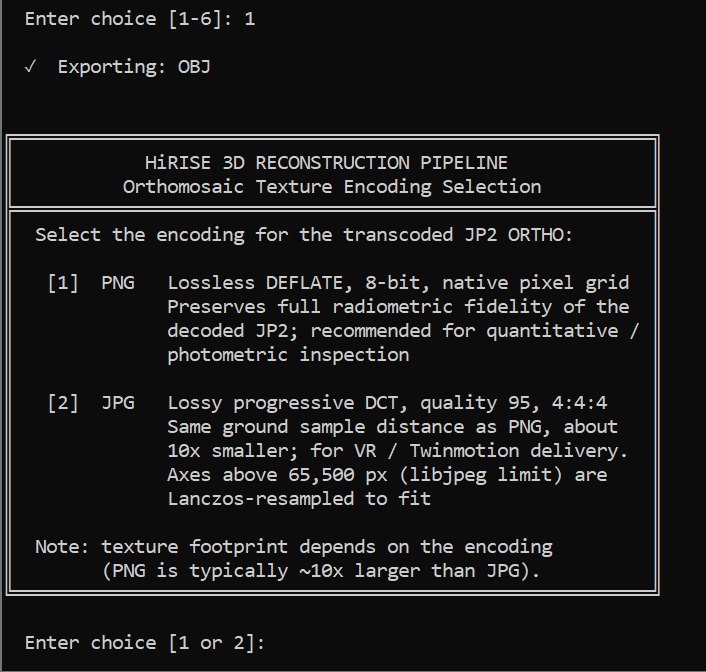 Enter choice [1-6]: 1
✓ Exporting: OBJ
HiRISE 3D RECONSTRUCTION PIPELINE
Orthomosaic Texture Encoding Selection
Select the encoding for the transcoded JP2 ORTHO:
[1] PNG Lossless DEFLATE, 8-bit, native pixel grid
Preserves full radiometric fidelity of the
decoded JP2; recommended for quantitative /
photometric inspection
[2] JPG Lossy progressive DCT, quality 95, 4:4:4
Same ground sample distance as PNG, about
10x smaller; for VR / Twinmotion delivery.
Axes above 65,500 px (libjpeg limit) are
Lanczos-resampled to fit
Note: texture footprint depends on the encoding
(PNG is typically ~10x larger than JPG).
Enter choice [1 or 2]: